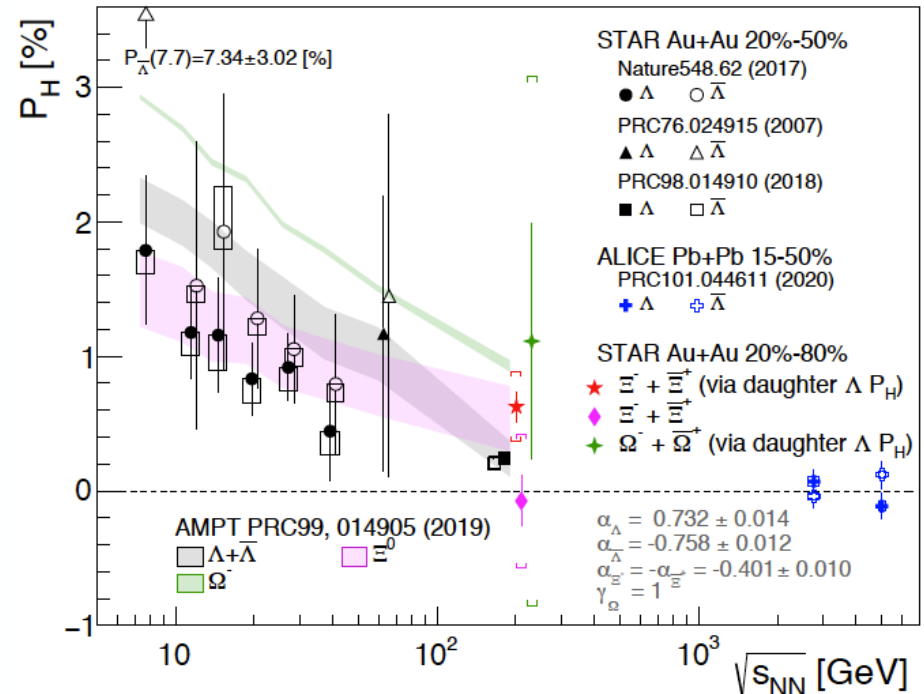 P_H [%]
3
2
1
0
−1
P_Λ̅(7.7)=7.34±3.02 [%]
STAR Au+Au 20%-50%
Nature548.62 (2017)
Λ Λ̅
PRC76.024915 (2007)
Λ Λ̅
PRC98.014910 (2018)
Λ Λ̅
ALICE Pb+Pb 15-50%
PRC101.044611 (2020)
Λ Λ̅
STAR Au+Au 20%-80%
Ξ⁻ + Ξ̅⁺ (via daughter Λ P_H)
Ξ⁻ + Ξ̅⁺
Ω⁻ + Ω̅⁺ (via daughter Λ P_H)
AMPT PRC99, 014905 (2019)
Λ+Λ̅ Ξ⁰
Ω⁻
α_Λ = 0.732 ± 0.014
α_Λ̅ = -0.758 ± 0.012
α_Ξ⁻ = -α_Ξ̅⁺ = -0.401 ± 0.010
γ_Ω = 1
10 10² 10³
√s_NN [GeV]